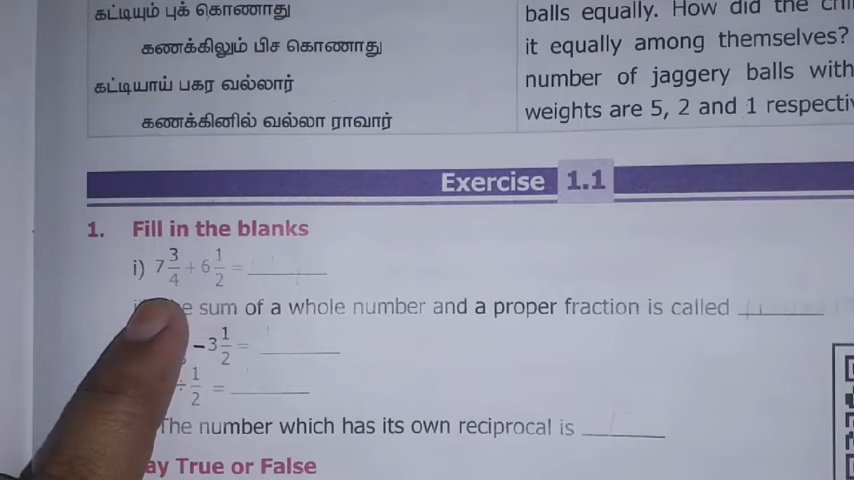 கட்டியும் புக் கொணாது
கணக்கிலும் பிச கொணாது
கட்டியாய் பகர வல்லார்
கணக்கினில் வல்லா ராவார்
balls equally. How did the
it equally among themselves?
number of jaggery balls with
weights are 5, 2 and 1
Exercise 1.1
1. Fill in the blanks
i) 7 3/4 + 6 1/2 = ________
sum of a whole number and a proper fraction is called ________
– 3 1/2 = ________
÷ 1/2 = ________
The number which has its own reciprocal is ________
True or False